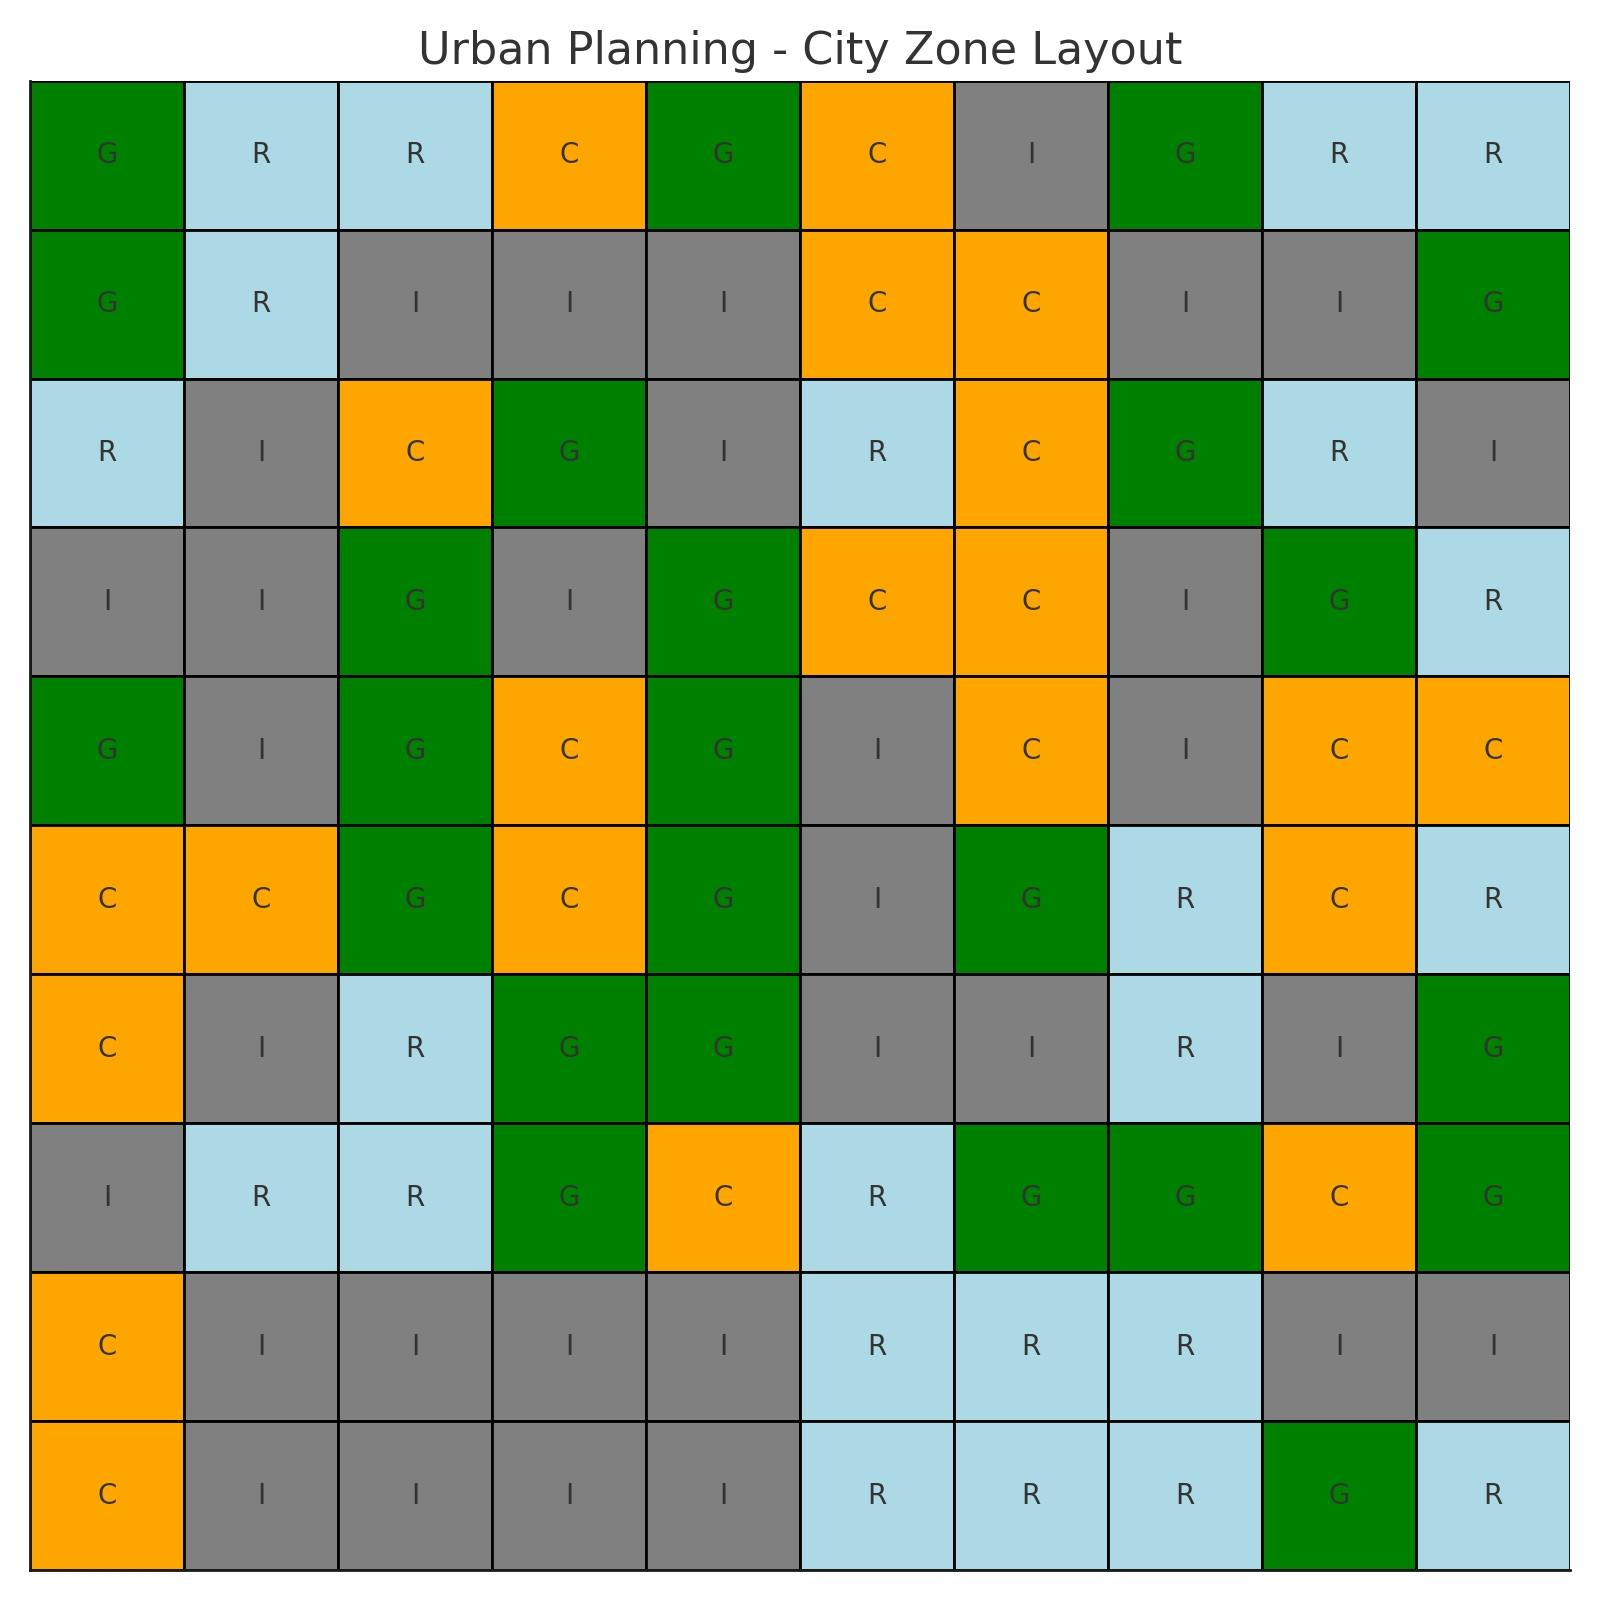 Urban Planning - City Zone Layout
G R R C G C I G R R
G R I I I C C I I G
R I C G I R C G R I
I I G I G C C I G R
G I G C G I C I C C
C C G C G I G R C R
C I R G G I I R I G
I R R G C R G G C G
C I I I I R R R I I
C I I I I R R R G R